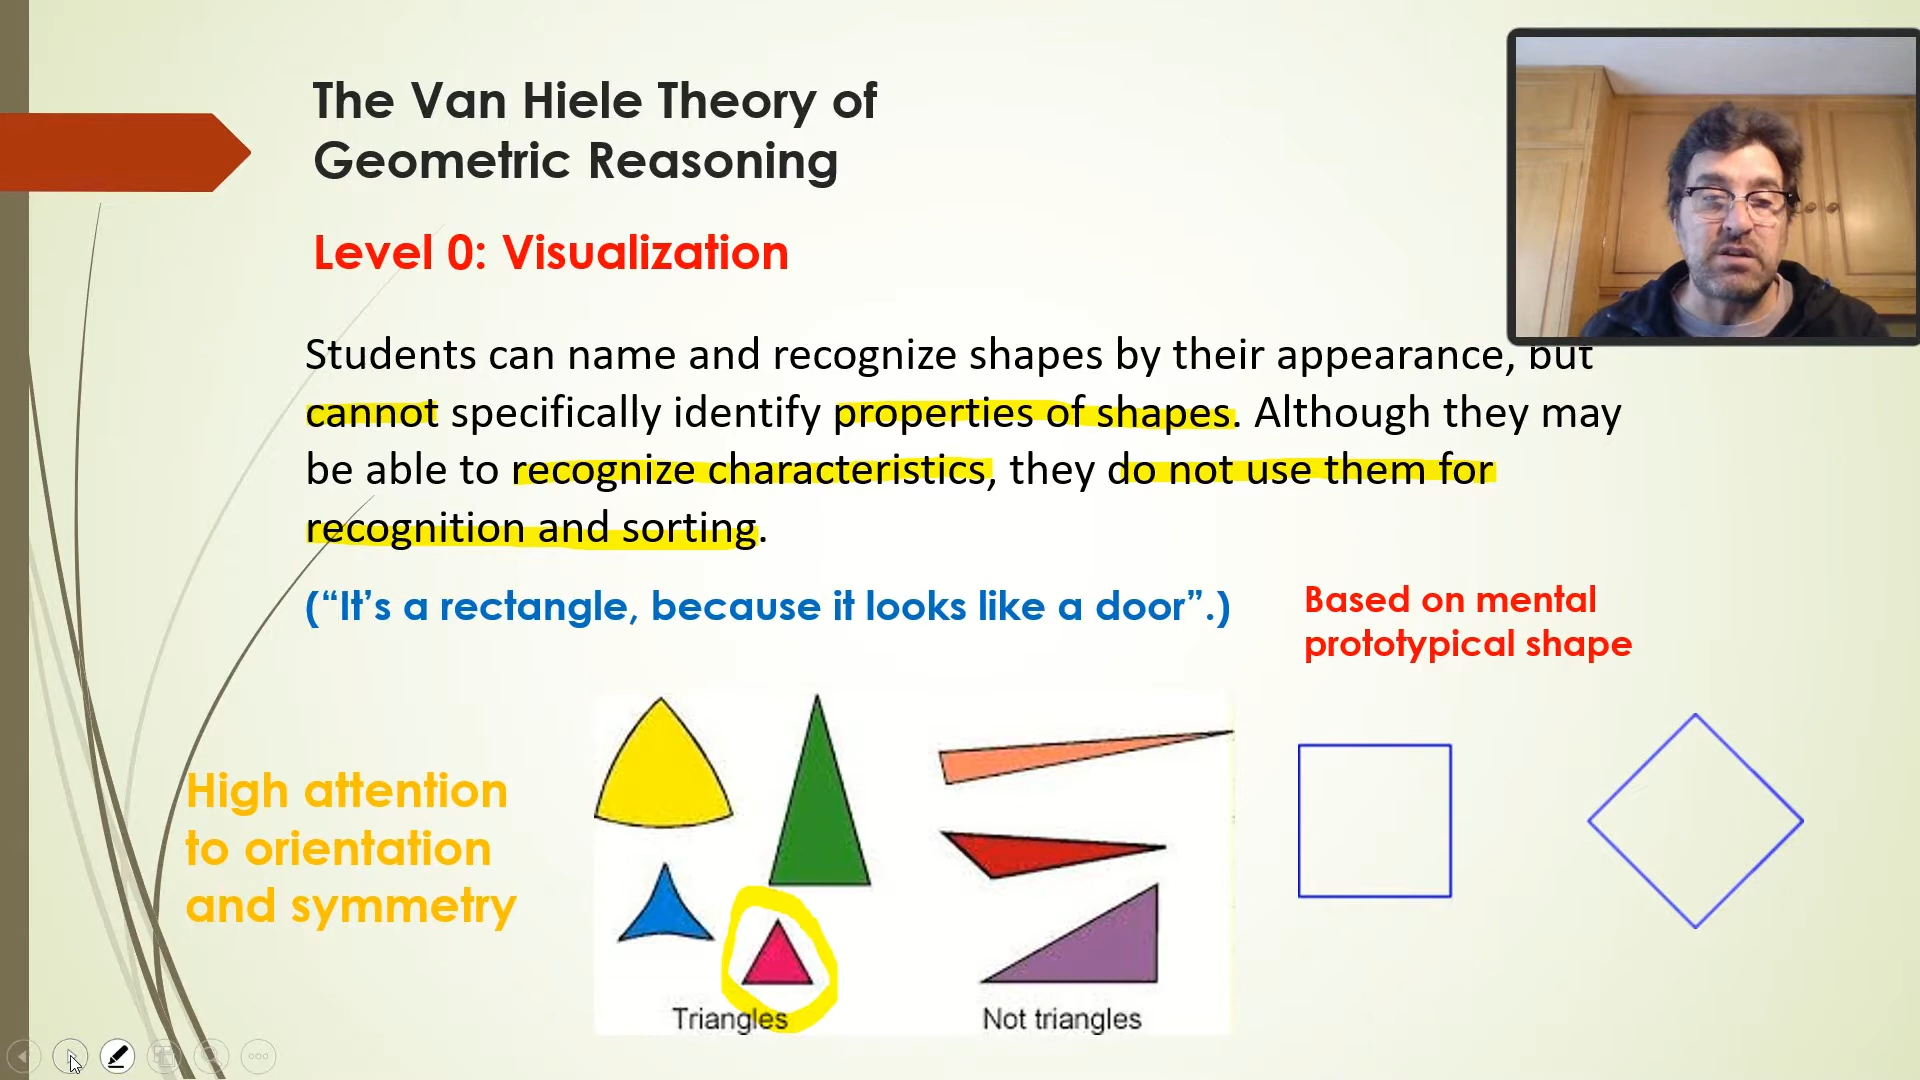 The Van Hiele Theory of
Geometric Reasoning
Level 0: Visualization
Students can name and recognize shapes by their appearance, but
cannot specifically identify properties of shapes. Although they may
be able to recognize characteristics, they do not use them for
recognition and sorting.
(“It’s a rectangle, because it looks like a door”.)
Based on mental
prototypical shape
High attention
to orientation
and symmetry
Triangles
Not triangles